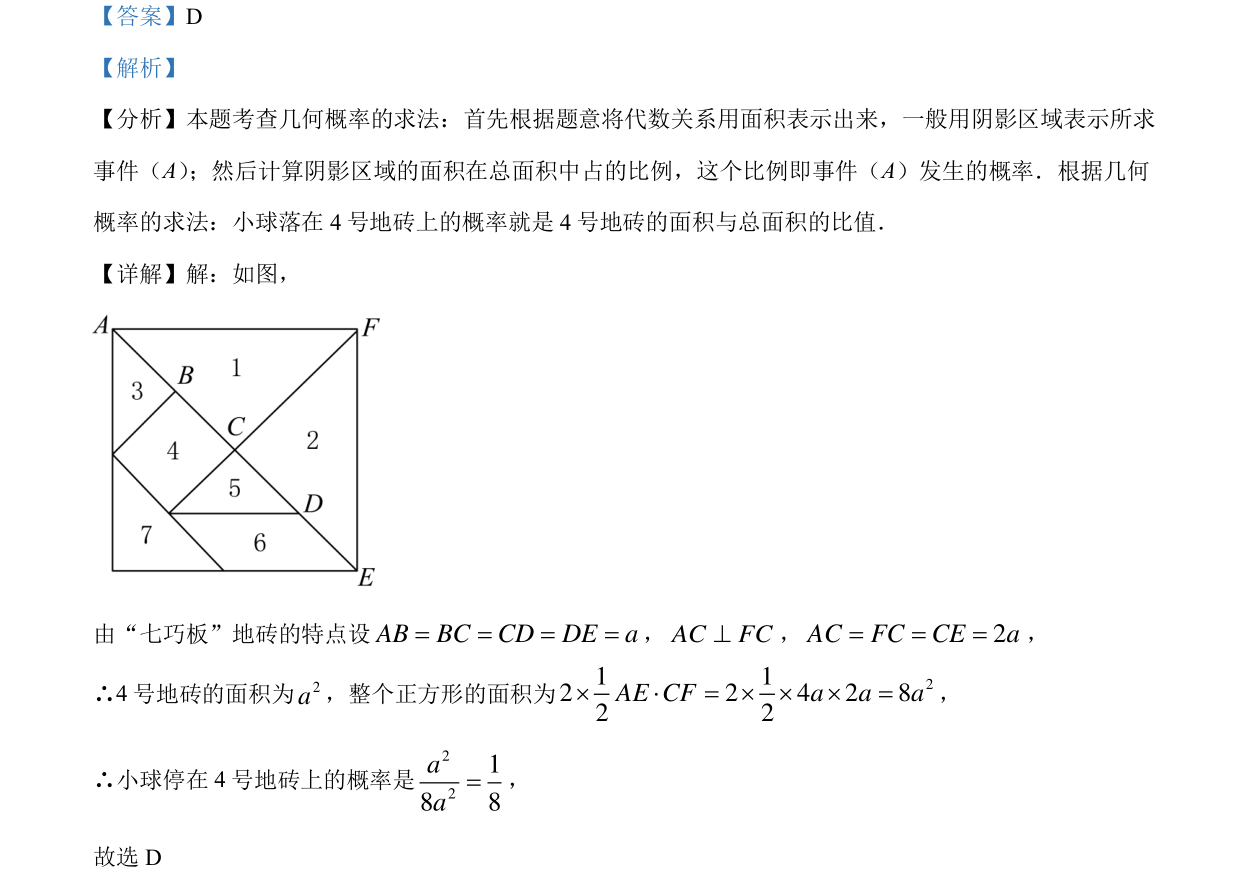 【答案】D
【解析】
【分析】本题考查几何概率的求法：首先根据题意将代数关系用面积表示出来，一般用阴影区域表示所求
事件（A）；然后计算阴影区域的面积在总面积中占的比例，这个比例即事件（A）发生的概率．根据几何
概率的求法：小球落在 4 号地砖上的概率就是 4 号地砖的面积与总面积的比值．
【详解】解：如图，
A
F
1
B
3
C
2
4
5
D
7
6
E
由“七巧板”地砖的特点设 AB = BC = CD = DE = a ，AC ⊥ FC ，AC = FC = CE = 2a ，
∴4 号地砖的面积为 a²，整个正方形的面积为 2×1/2 AE·CF = 2×1/2×4a×2a = 8a²，
∴小球停在 4 号地砖上的概率是 a²/8a² = 1/8，
故选 D